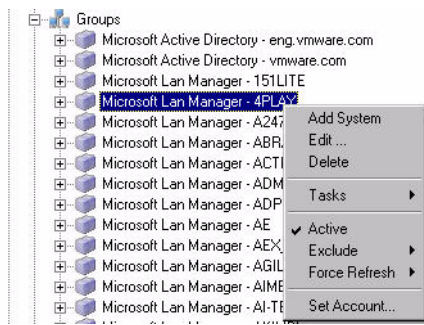 Groups
Microsoft Active Directory - eng.vmware.com
Microsoft Active Directory - vmware.com
Microsoft Lan Manager - 151LITE
Microsoft Lan Manager - 4PLAY
Microsoft Lan Manager - A247
Microsoft Lan Manager - ABR
Microsoft Lan Manager - ACTI
Microsoft Lan Manager - ADM
Microsoft Lan Manager - ADP
Microsoft Lan Manager - AE
Microsoft Lan Manager - AEX
Microsoft Lan Manager - AGIL
Microsoft Lan Manager - AIME
Microsoft Lan Manager - AI-TE
Add System
Edit ...
Delete
Tasks
Active
Exclude
Force Refresh
Set Account...